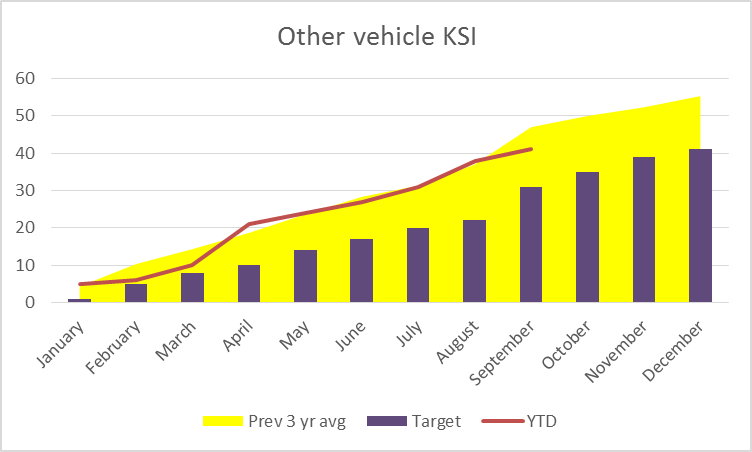 Other vehicle KSI
60
50
40
30
20
10
0
January
February
March
April
May
June
July
August
September
October
November
December
Prev 3 yr avg
Target
YTD